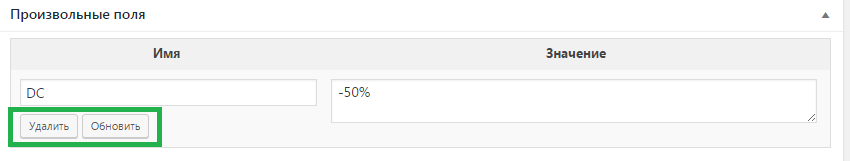 Произвольные поля
Имя Значение
DC -50%
Удалить Обновить